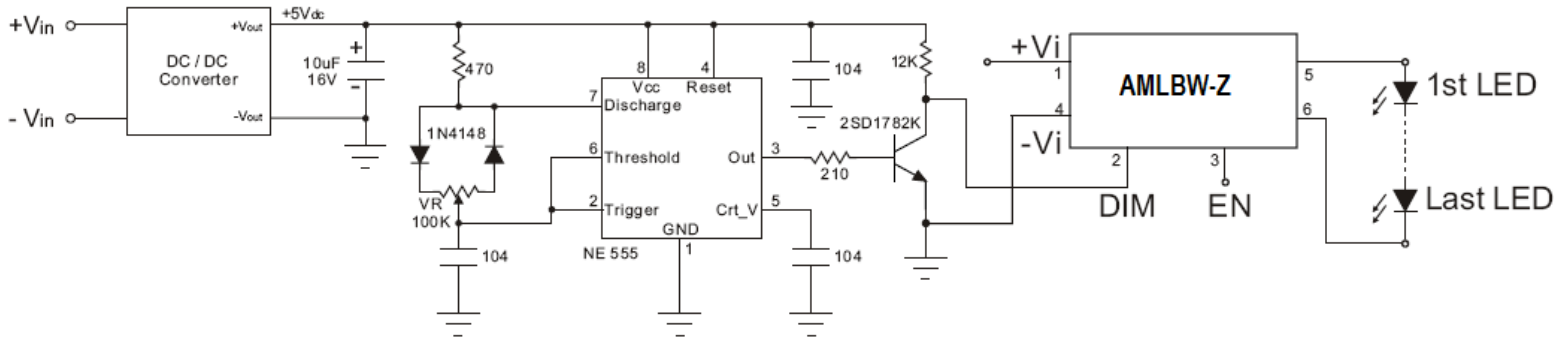 +Vin
- Vin
DC / DC
Converter
+Vout
-Vout
+5Vdc
+
10uF
16V
-
470
1N4148
VR
100K
104
8
4
Vcc
Reset
7
Discharge
6
Threshold
2
Trigger
Out
3
Crt_V
5
GND
1
NE 555
104
104
210
12K
2SD1782K
+Vi
1
4
-Vi
AMLBW-Z
2
3
DIM
EN
5
6
1st LED
Last LED